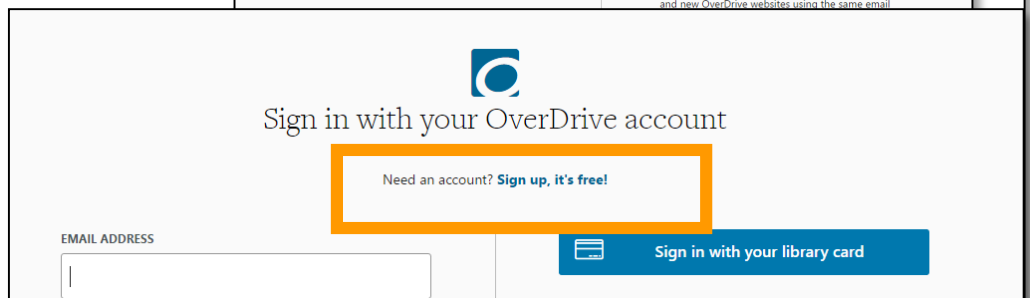 and new OverDrive websites using the same email
Sign in with your OverDrive account
Need an account? Sign up, it's free!
EMAIL ADDRESS
Sign in with your library card